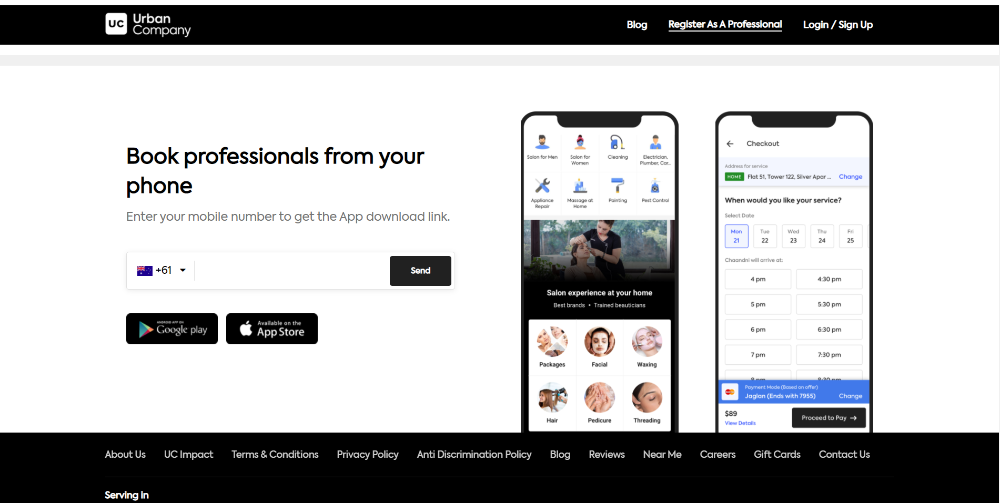 UC Urban Company
Blog
Register As A Professional
Login / Sign Up
Book professionals from your
phone
Enter your mobile number to get the App download link.
+61
Send
ANDROID APP ON
Google play
Available on the
App Store
Salon for Men
Salon for
Women
Cleaning
Electrician,
Plumber, Car...
Appliance
Repair
Massage at
Home
Painting
Pest Control
Salon experience at your home
Best brands • Trained beauticians
Packages
Facial
Waxing
Hair
Pedicure
Threading
Checkout
Address for service
HOME Flat 51, Tower 122, Silver Apar ... Change
When would you like your service?
Select Date
Mon Tue Wed Thu Fri
21 22 23 24 25
Chaandni will arrive at:
4 pm 4:30 pm
5 pm 5:30 pm
6 pm 6:30 pm
7 pm 7:30 pm
8 pm 8:30 pm
Payment Mode (Based on offer)
Jaglan (Ends with 7955) Change
$89
View Details
Proceed to Pay →
About Us
UC Impact
Terms & Conditions
Privacy Policy
Anti Discrimination Policy
Blog
Reviews
Near Me
Careers
Gift Cards
Contact Us
Serving in